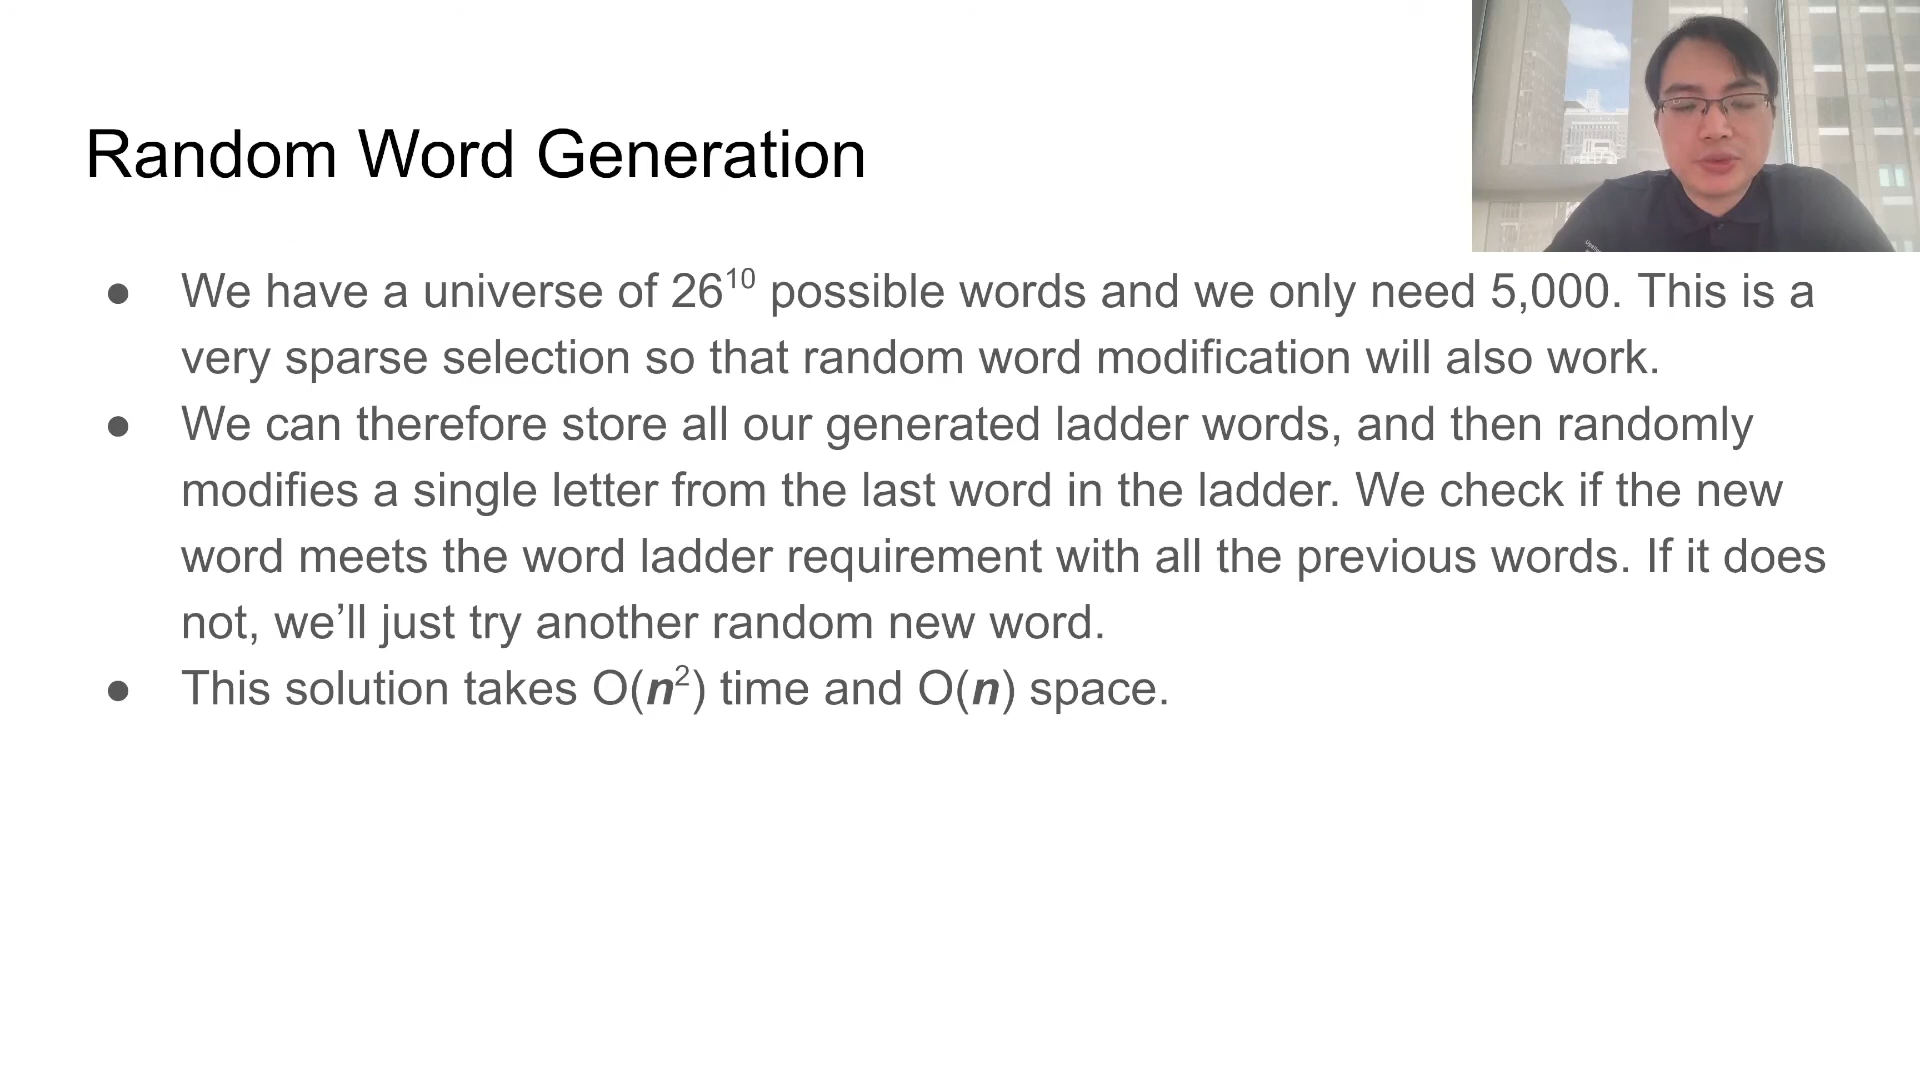 Random Word Generation
● We have a universe of 26¹⁰ possible words and we only need 5,000. This is a
very sparse selection so that random word modification will also work.
● We can therefore store all our generated ladder words, and then randomly
modifies a single letter from the last word in the ladder. We check if the new
word meets the word ladder requirement with all the previous words. If it does
not, we’ll just try another random new word.
● This solution takes O(n²) time and O(n) space.